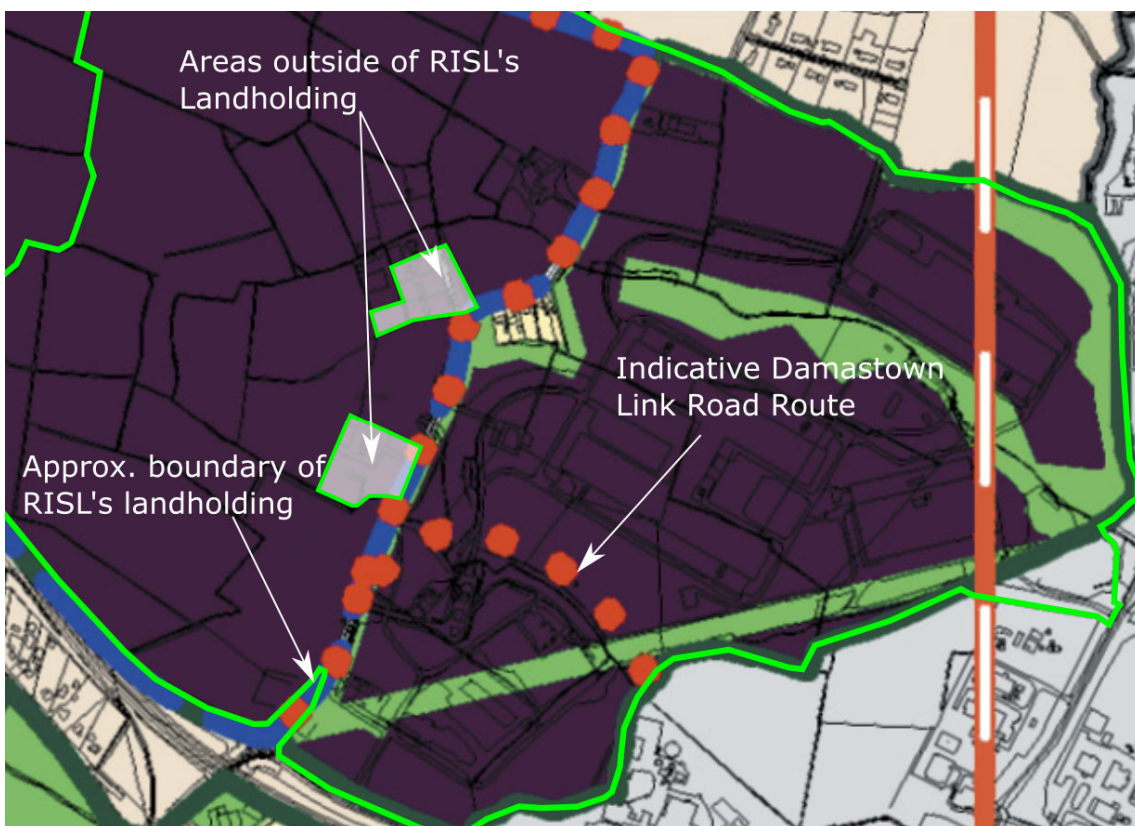 Areas outside of RISL's
Landholding
Indicative Damastown
Link Road Route
Approx. boundary of
RISL's landholding